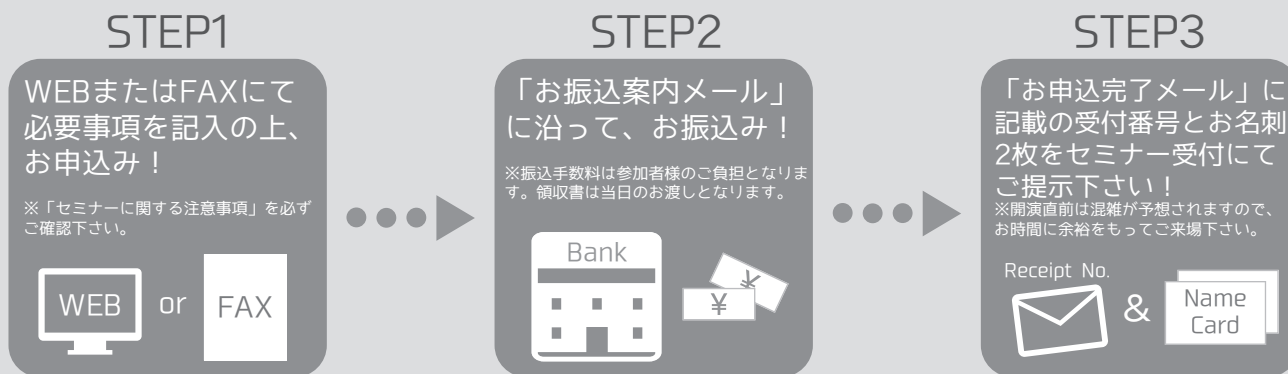 STEP1
WEBまたはFAXにて
必要事項を記入の上、
お申込み！
※「セミナーに関する注意事項」を必ず
ご確認下さい。
WEB or FAX
STEP2
「お振込案内メール」
に沿って、お振込み！
※振込手数料は参加者様のご負担となりま
す。領収書は当日のお渡しとなります。
Bank
¥ ¥
STEP3
「お申込完了メール」に
記載の受付番号とお名刺
2枚をセミナー受付にて
ご提示下さい！
※開演直前は混雑が予想されますので、
お時間に余裕をもってご来場下さい。
Receipt No.
& Name
Card